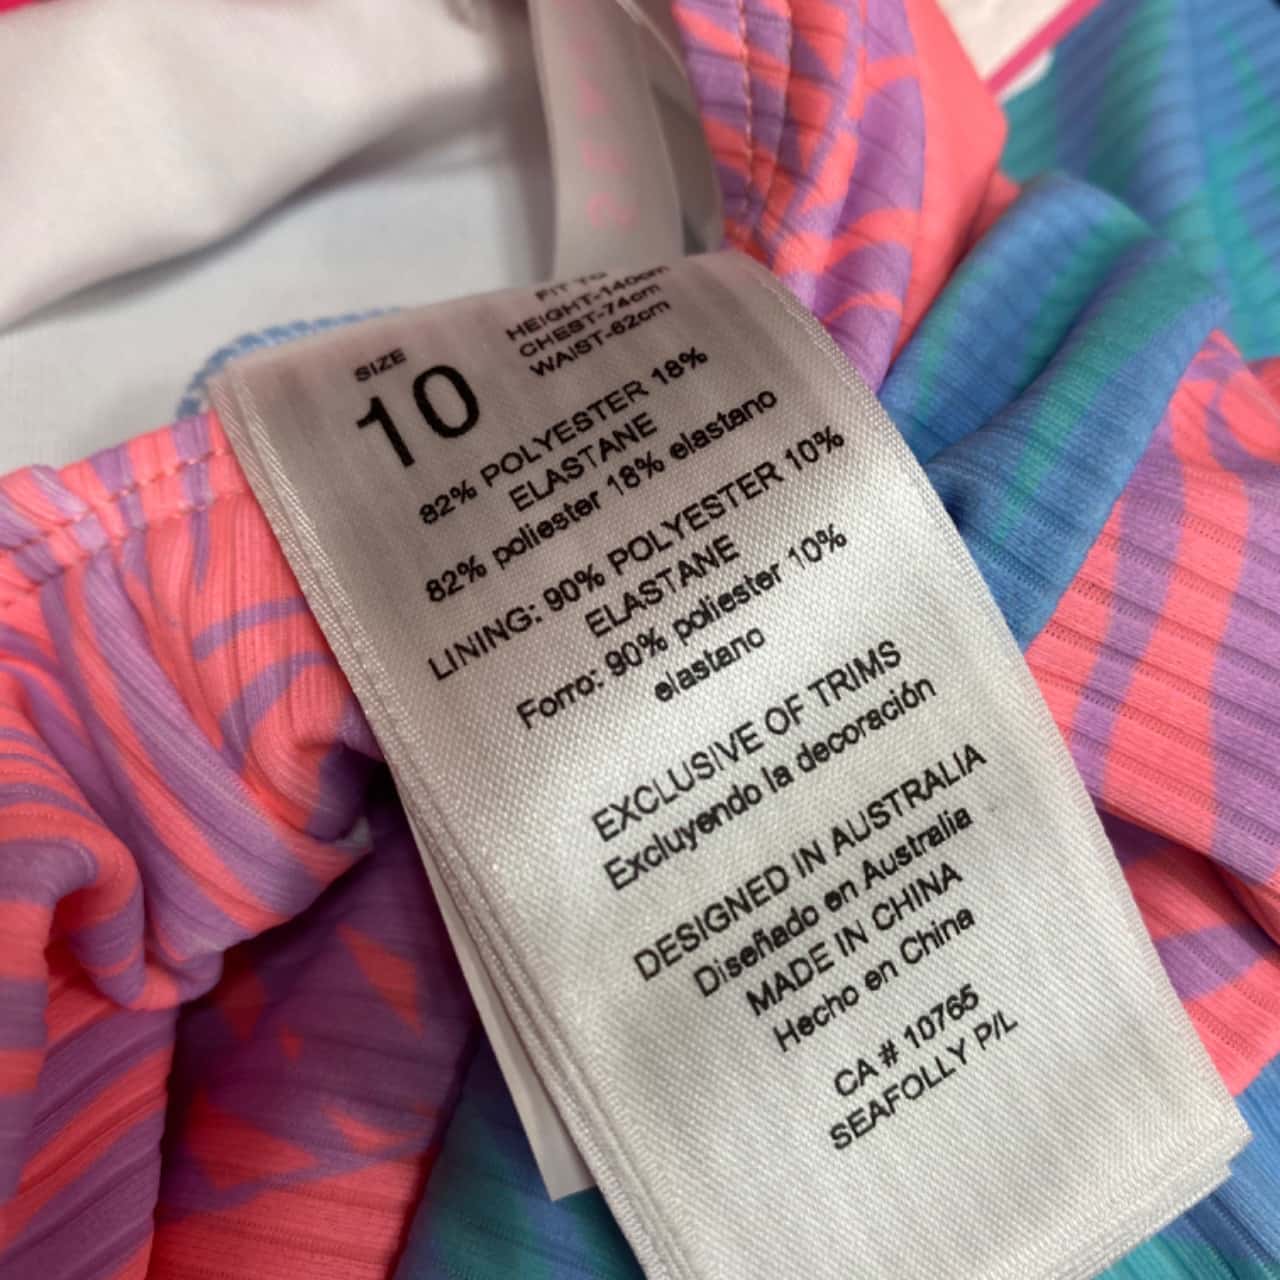 SIZE
10
FIT TO
HEIGHT-140cm
CHEST-74cm
WAIST-62cm
82% POLYESTER 18%
ELASTANE
82% poliester 18% elastano
LINING: 90% POLYESTER 10%
ELASTANE
Forro: 90% poliester 10%
elastano
EXCLUSIVE OF TRIMS
Excluyendo la decoración
DESIGNED IN AUSTRALIA
Diseñado en Australia
MADE IN CHINA
Hecho en China
CA # 10765
SEAFOLLY P/L